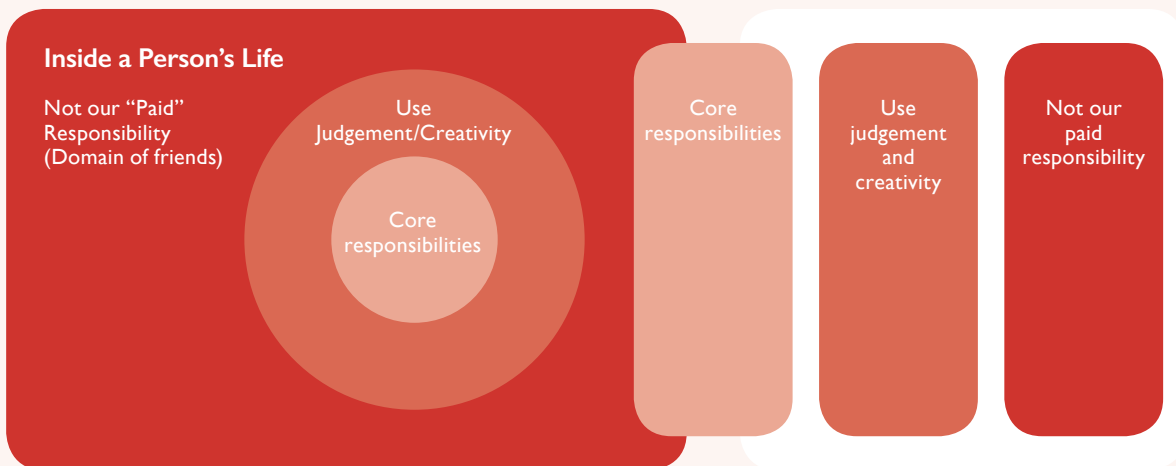 Inside a Person’s Life
Not our “Paid”
Responsibility
(Domain of friends)
Use
Judgement/Creativity
Core
responsibilities
Core
responsibilities
Use
judgement
and
creativity
Not our
paid
responsibility